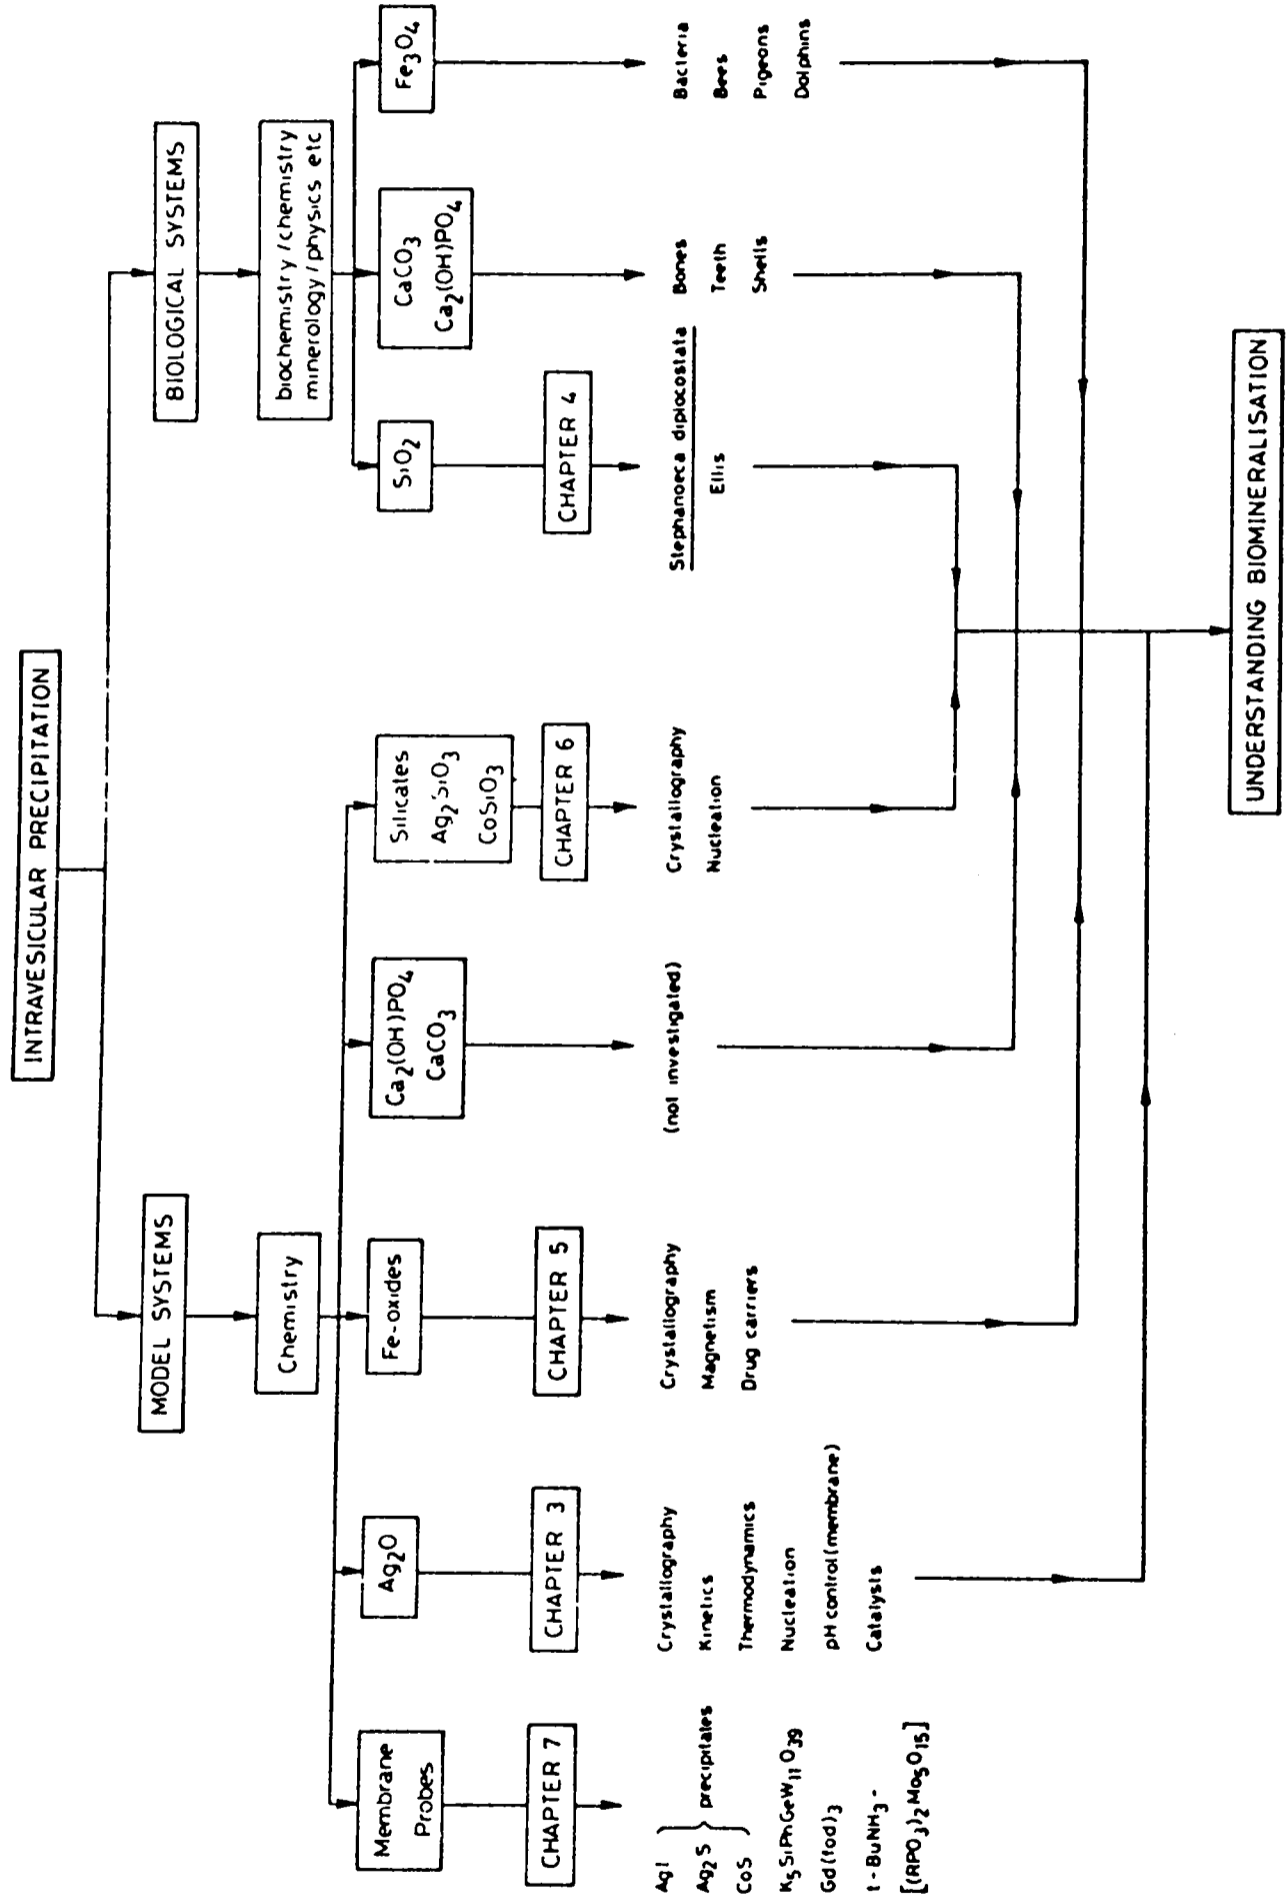 INTRAVESICULAR PRECIPITATION
MODEL SYSTEMS
BIOLOGICAL SYSTEMS
Chemistry
biochemistry/chemistry
minerology/physics etc
Membrane
Probes
Ag₂O
Fe-oxides
Ca₂(OH)PO₄
CaCO₃
Silicates
Ag₂SiO₃
CoSiO₃
SiO₂
CaCO₃
Ca₂(OH)PO₄
Fe₃O₄
CHAPTER 7
CHAPTER 3
CHAPTER 5
CHAPTER 6
CHAPTER 4
AgI
Ag₂S
CoS
precipitates
K₅SiPhGeW₁₁O₃₉
Gd(fod)₃
t-BuNH₃-
[(RPO₃)₂Mo₅O₁₅]
Crystallography
Kinetics
Thermodynamics
Nucleation
pH control(membrane)
Catalysts
Crystallography
Magnetism
Drug carriers
(not investigated)
Crystallography
Nucleation
Stephanoeca diplocostata
Ellis
Bones
Teeth
Shells
Bacteria
Bees
Pigeons
Dolphins
UNDERSTANDING BIOMINERALISATION